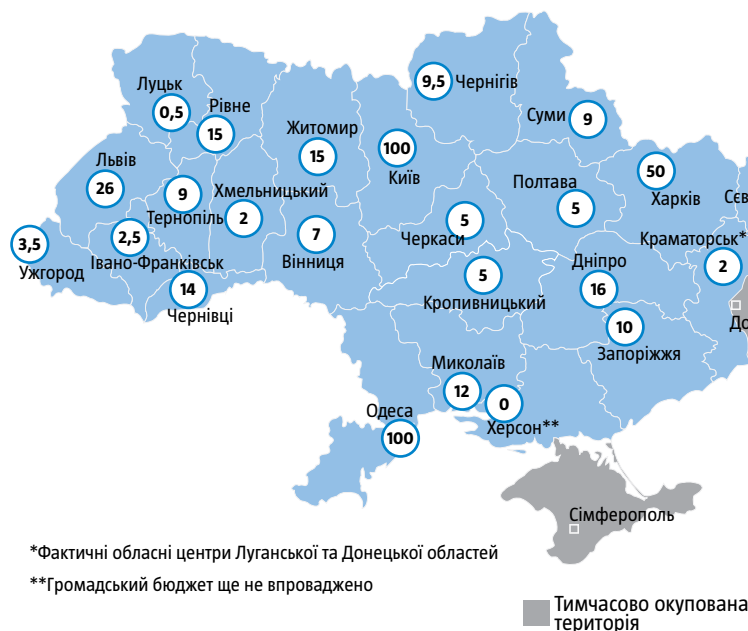 9,5 Чернігів
Луцьк
0,5
Рівне
15
Житомир
15
100
Київ
Суми
9
Львів
26
9
Тернопіль
Хмельницький
2
50
Харків
Полтава
5
Сєв
3,5
Ужгород
2,5
Івано-Франківськ
7
Вінниця
5
Черкаси
Краматорськ*
2
14
Чернівці
5
Кропивницький
Дніпро
16
До
10
Запоріжжя
Миколаїв
12
0
Херсон**
Одеса
100
Сімферополь
*Фактичні обласні центри Луганської та Донецької областей
**Громадський бюджет ще не впроваджено
Тимчасово окупована
територія